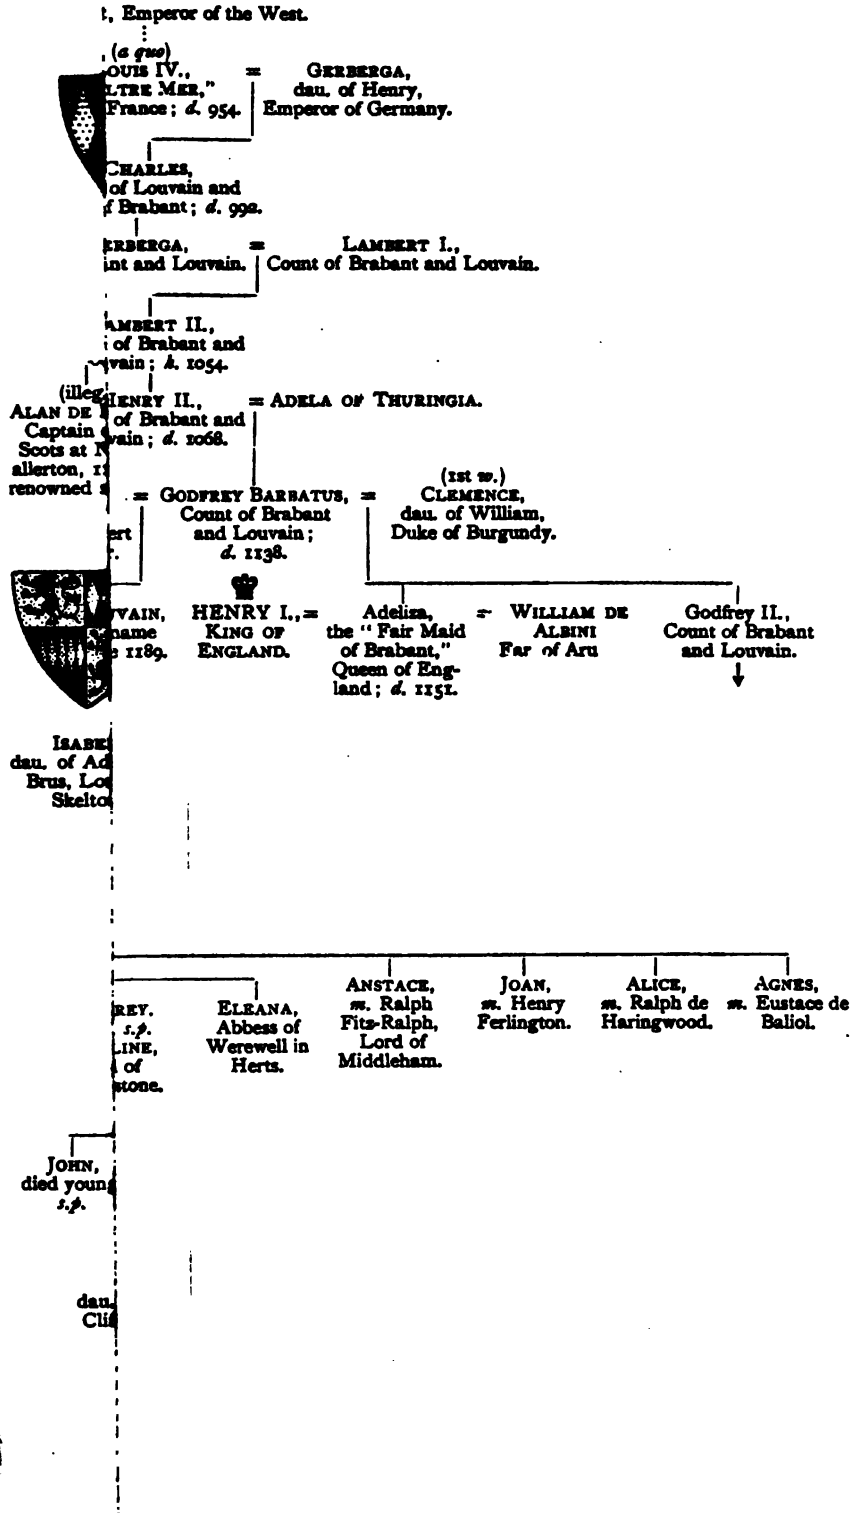 , Emperor of the West.
(a quo)
OUIS IV., = GERBERGA,
LTRE MER," dau. of Henry,
France; d. 954. Emperor of Germany.
CHARLES,
of Louvain and
f Brabant; d. 992.
ERBERGA, = LAMBERT I.,
nt and Louvain. Count of Brabant and Louvain.
AMBERT II.,
of Brabant and
vain; k. 1054.
(illeg
HENRY II., = ADELA OF THURINGIA.
of Brabant and
vain; d. 1068.
ALAN DE
Captain
Scots at N
allerton, 11
renowned
= GODFREY BARBATUS, =
Count of Brabant
and Louvain;
d. 1138.
(1st w.)
CLEMENCE,
dau. of William,
Duke of Burgundy.
ert
r.
UVAIN,
name
e 1189.
HENRY I., =
KING OF
ENGLAND.
Adeliza,
the "Fair Maid
of Brabant,"
Queen of Eng-
land; d. 1151.
= WILLIAM DE
ALBINI
of Aru
Godfrey II.,
Count of Brabant
and Louvain.
ISABE
dau. of Ad
Brus, Lo
Skelto
REY.
s.p.
LINE,
of
stone.
ELEANA,
Abbess of
Werewell in
Herts.
ANSTACE,
m. Ralph
Fitz-Ralph,
Lord of
Middleham.
JOAN,
m. Henry
Ferlington.
ALICE,
m. Ralph de
Haringwood.
AGNES,
m. Eustace de
Baliol.
JOHN,
died young
s.p.
dau.
Cli